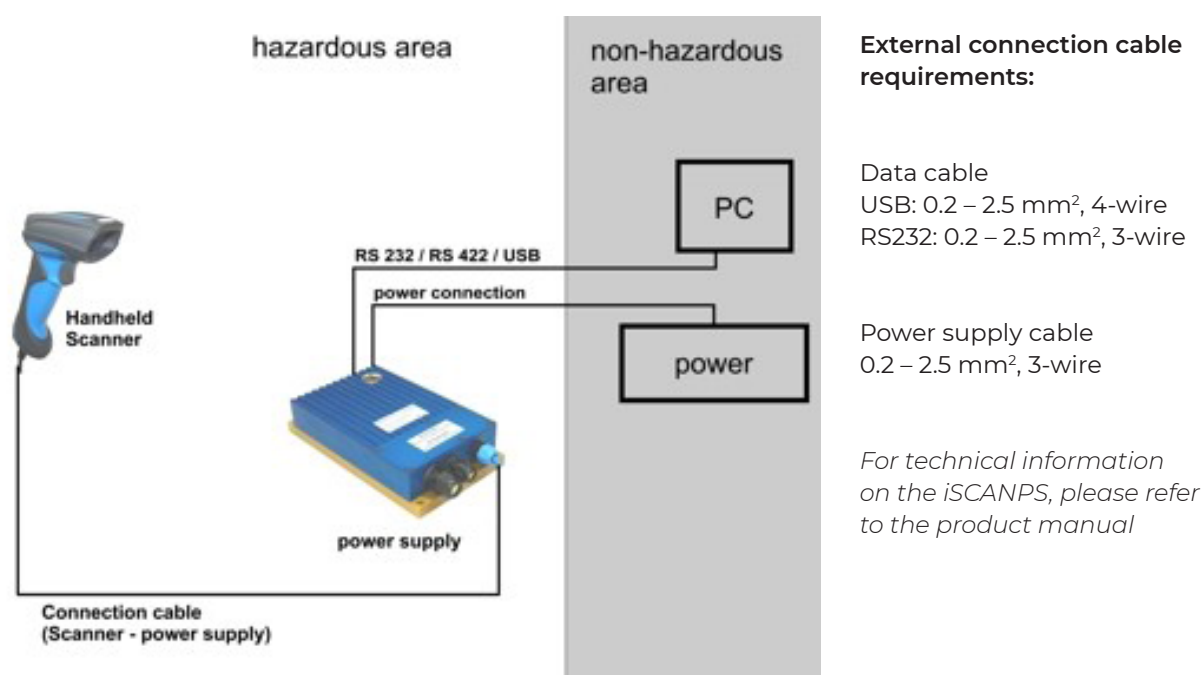 hazardous area
non-hazardous
area
PC
RS 232 / RS 422 / USB
power connection
Handheld
Scanner
power
power supply
Connection cable
(Scanner - power supply)
External connection cable
requirements:
Data cable
USB: 0.2 – 2.5 mm², 4-wire
RS232: 0.2 – 2.5 mm², 3-wire
Power supply cable
0.2 – 2.5 mm², 3-wire
For technical information
on the iSCANPS, please refer
to the product manual